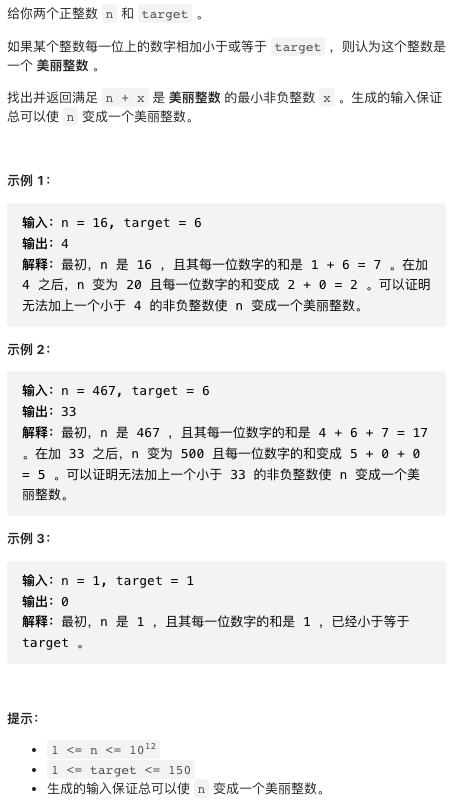 给你两个正整数 n 和 target 。
如果某个整数每一位上的数字相加小于或等于 target ，则认为这个整数是
一个 美丽整数 。
找出并返回满足 n + x 是 美丽整数 的最小非负整数 x 。生成的输入保证
总可以使 n 变成一个美丽整数。
示例 1：
输入：n = 16, target = 6
输出：4
解释：最初，n 是 16 ，且其每一位数字的和是 1 + 6 = 7 。在加
4 之后，n 变为 20 且每一位数字的和变成 2 + 0 = 2 。可以证明
无法加上一个小于 4 的非负整数使 n 变成一个美丽整数。
示例 2：
输入：n = 467, target = 6
输出：33
解释：最初，n 是 467 ，且其每一位数字的和是 4 + 6 + 7 = 17
。在加 33 之后，n 变为 500 且每一位数字的和变成 5 + 0 + 0
= 5 。可以证明无法加上一个小于 33 的非负整数使 n 变成一个美
丽整数。
示例 3：
输入：n = 1, target = 1
输出：0
解释：最初，n 是 1 ，且其每一位数字的和是 1 ，已经小于等于
target 。
提示：
• 1 <= n <= 10¹²
• 1 <= target <= 150
• 生成的输入保证总可以使 n 变成一个美丽整数。